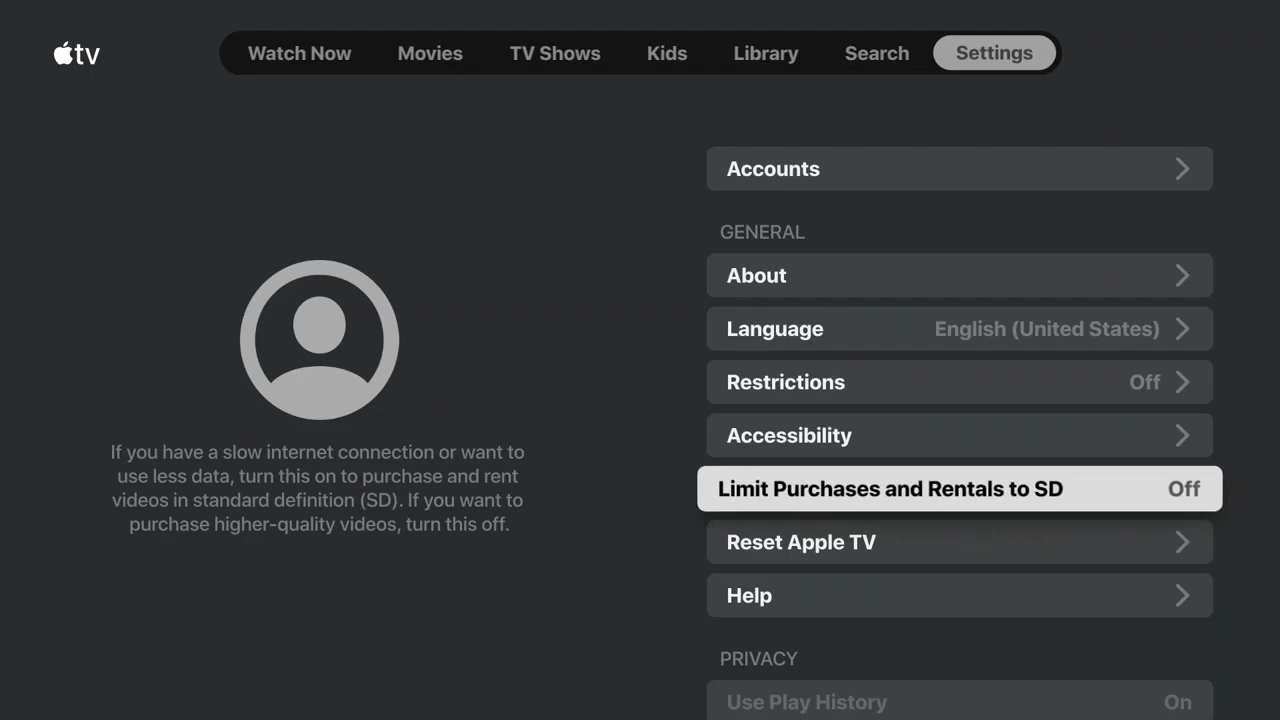 tv
Watch Now
Movies
TV Shows
Kids
Library
Search
Settings
Accounts
GENERAL
About
Language English (United States)
Restrictions Off
Accessibility
Limit Purchases and Rentals to SD Off
Reset Apple TV
Help
PRIVACY
Use Play History On
If you have a slow internet connection or want to
use less data, turn this on to purchase and rent
videos in standard definition (SD). If you want to
purchase higher-quality videos, turn this off.